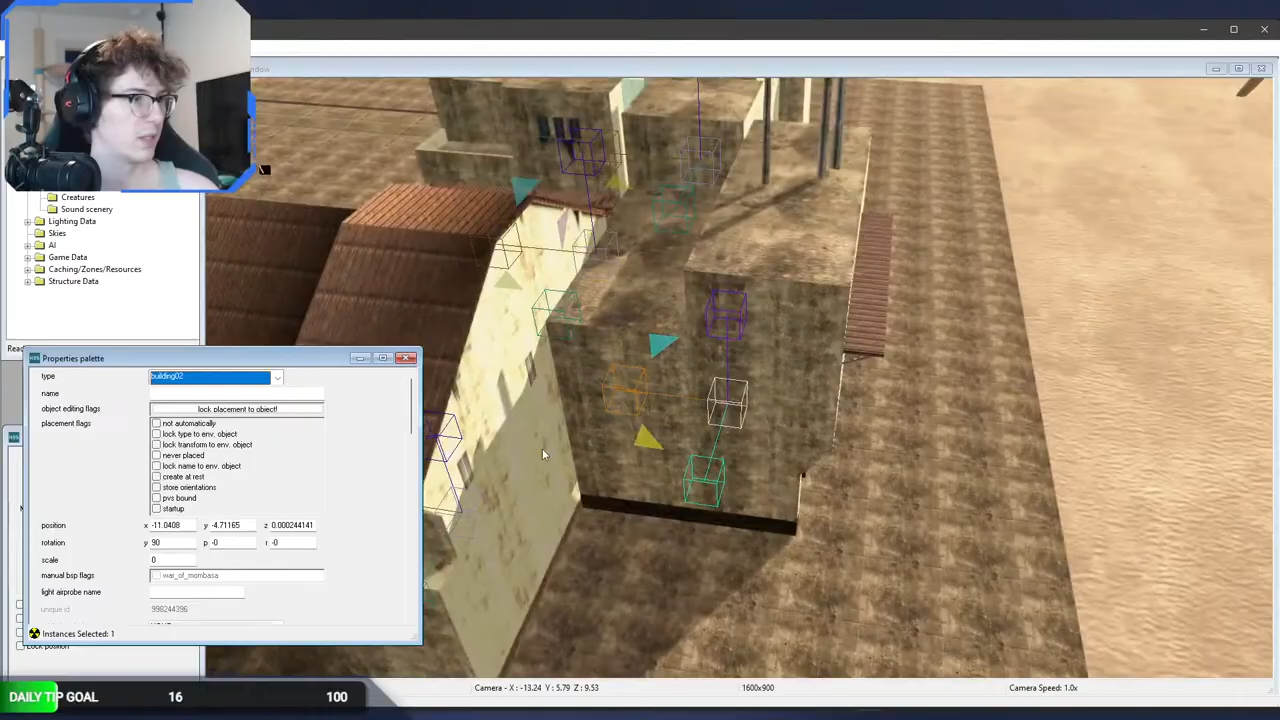 ndow
Creatures
Sound scenery
Lighting Data
Skies
AI
Game Data
Caching/Zones/Resources
Structure Data
Read
Properties palette
type building02
name
object editing flags lock placement to object!
placement flags not automatically
lock type to env. object
lock transform to env. object
never placed
lock name to env. object
create at rest
store orientations
pvs bound
startup
position x -11.0408 y -4.71165 z 0.000244141
rotation y 90 p -0 r -0
scale 0
manual bsp flags war_of_mombasa
light airprobe name
unique id 998244396
Instances Selected: 1
Lock position
Camera - X : -13.24 Y : 5.79 Z : 9.53
1600x900
Camera Speed: 1.0x
DAILY TIP GOAL 16 100